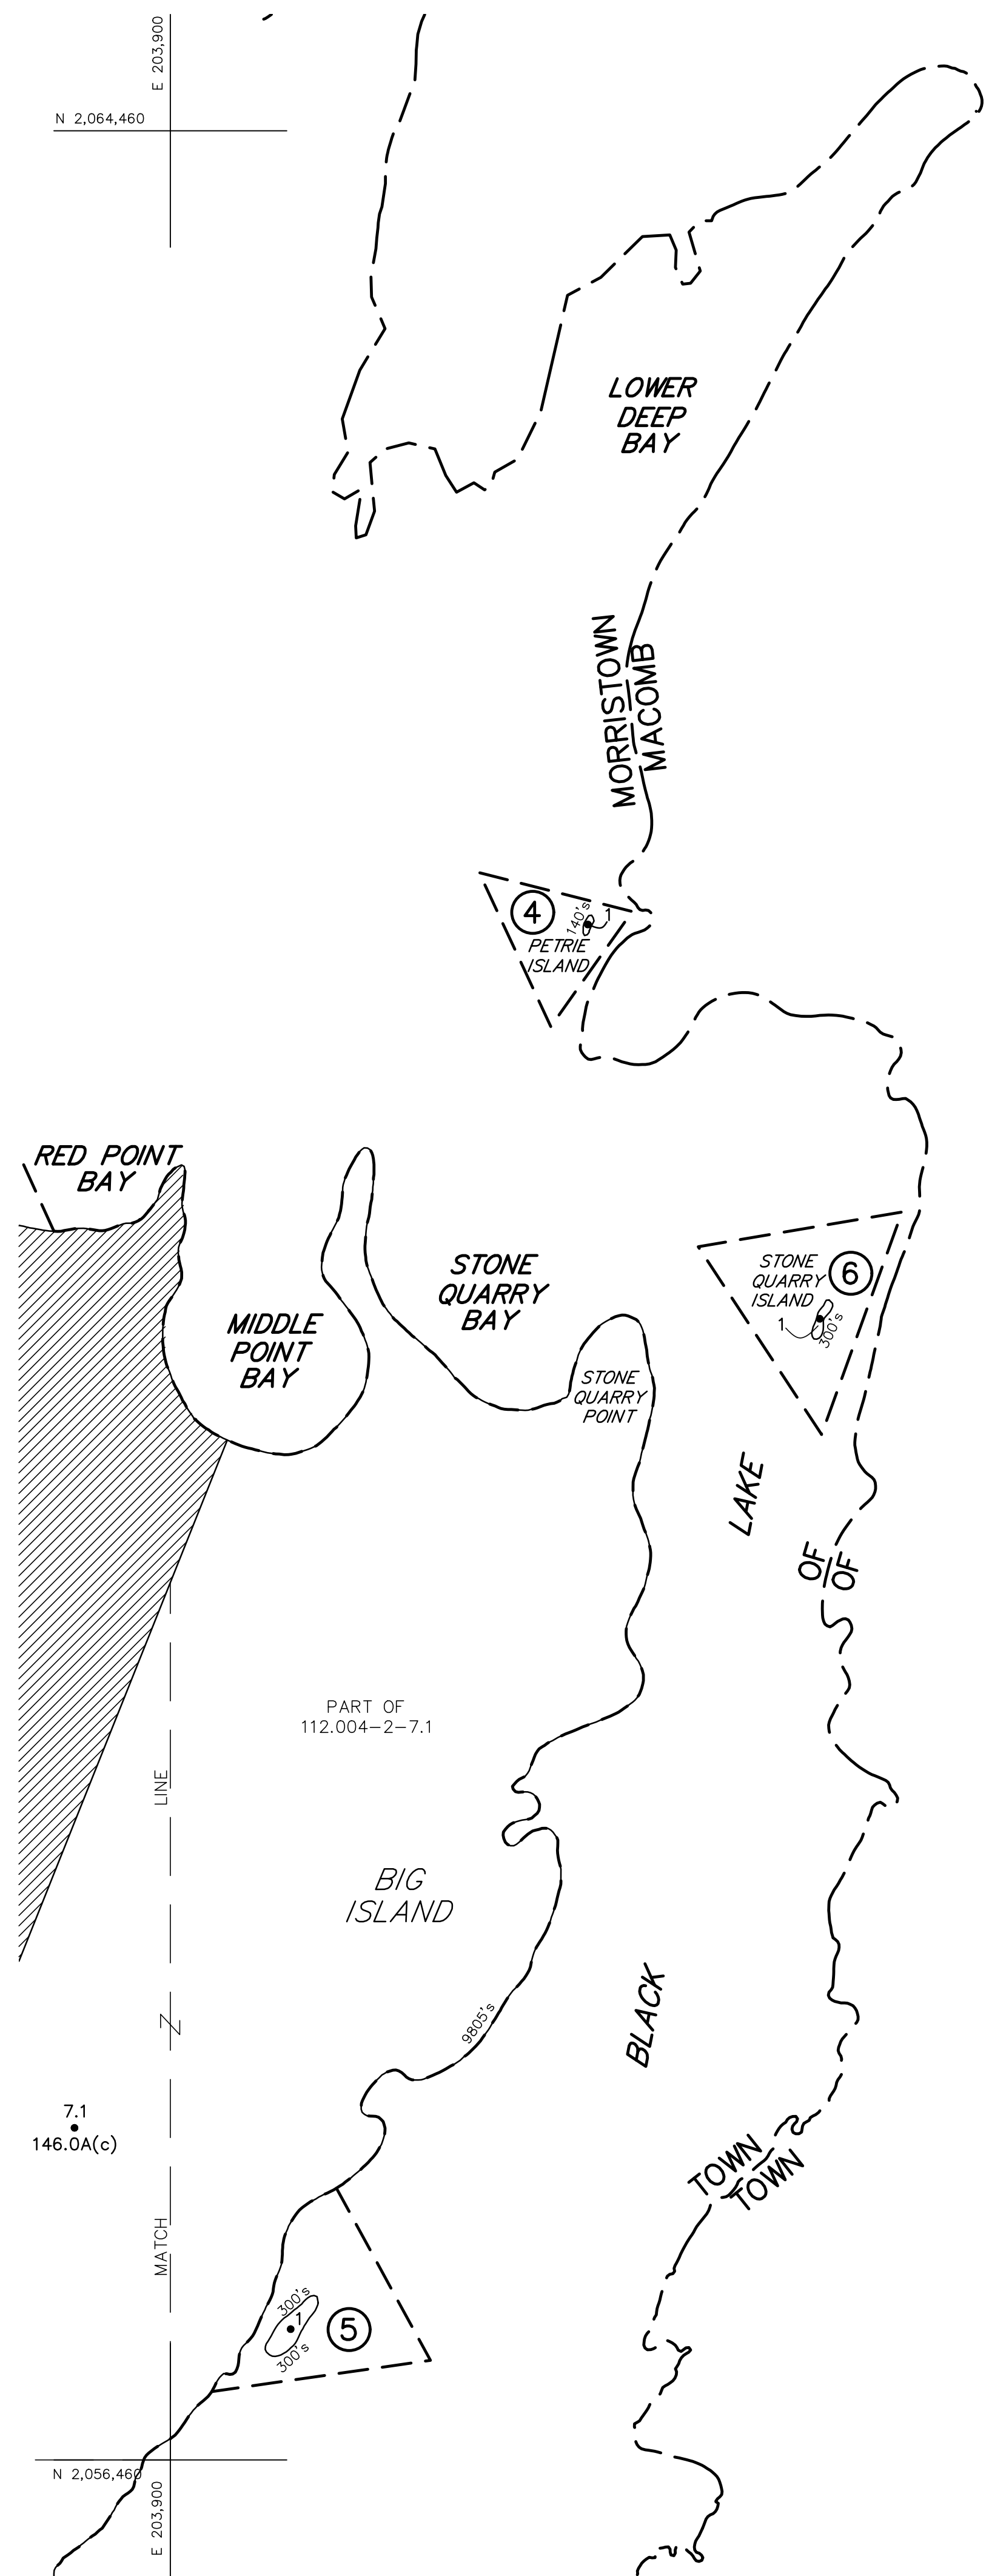 E 203,900
N 2,064,460
LOWER
DEEP
BAY
MORRISTOWN
MACOMB
4
140's
1
PETRIE
ISLAND
RED POINT
BAY
STONE
QUARRY
BAY
STONE
QUARRY
ISLAND
6
1
300's
MIDDLE
POINT
BAY
STONE
QUARRY
POINT
LAKE
OF
OF
PART OF
112.004-2-7.1
LINE
BIG
ISLAND
BLACK
9805's
7.1
146.0A(c)
TOWN
TOWN
MATCH
300's
1
5
300's
N 2,056,460
E 203,900